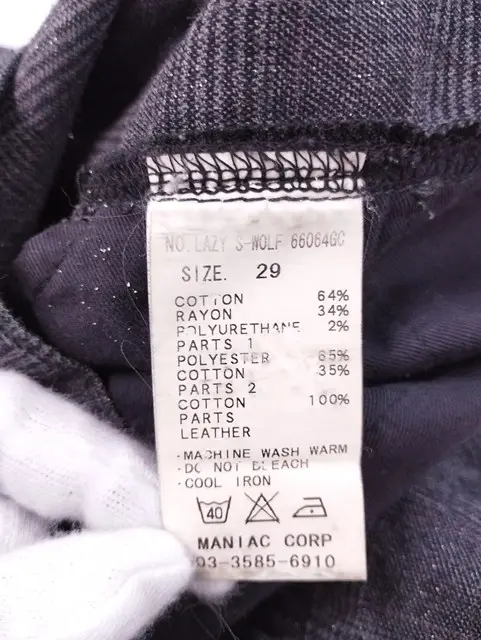 NO. LAZY S-WOLF 66064GC
SIZE. 29
COTTON 64%
RAYON 34%
POLYURETHANE 2%
PARTS 1
POLYESTER 65%
COTTON 35%
PARTS 2
COTTON 100%
PARTS
LEATHER
·MACHINE WASH WARM
·DO NOT BLEACH
·COOL IRON
40
MANIAC CORP
93-3585-6910